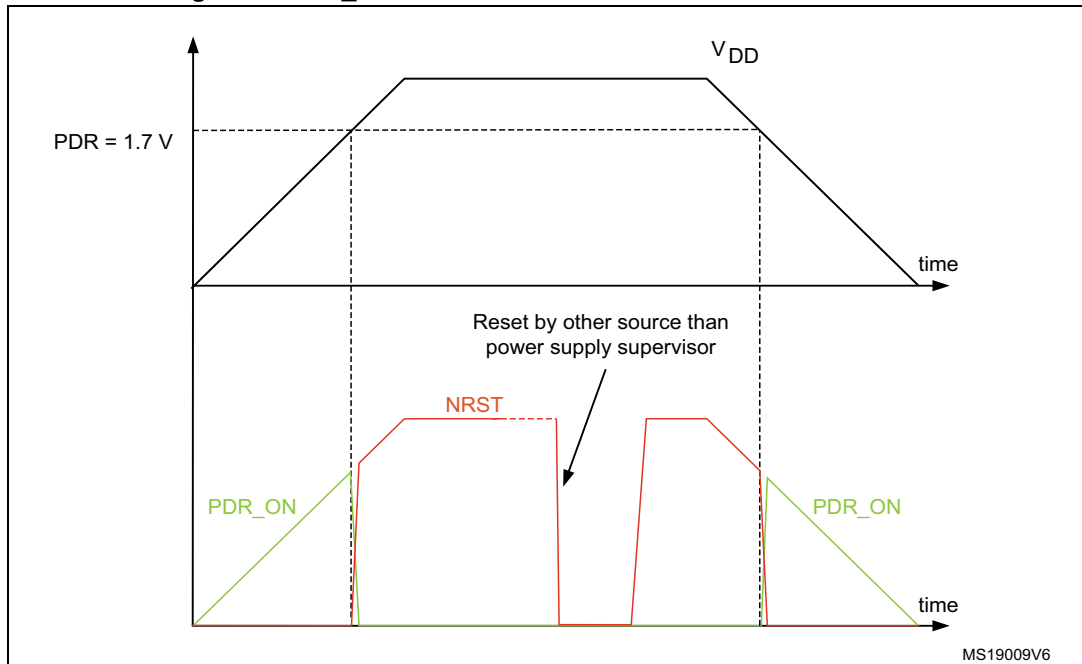 V DD
PDR = 1.7 V
time
Reset by other source than
power supply supervisor
NRST
PDR_ON
PDR_ON
time
MS19009V6